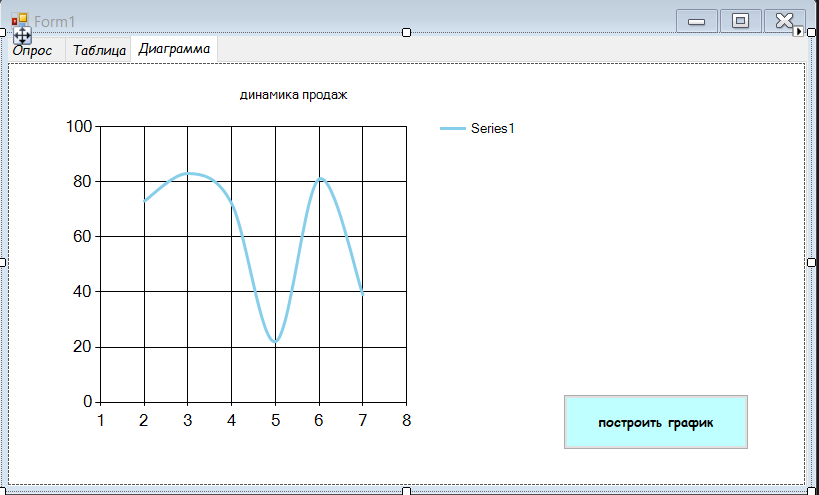 Form1
Опрос Таблица Диаграмма
динамика продаж
100
80
60
40
20
0
1 2 3 4 5 6 7 8
Series1
построить график